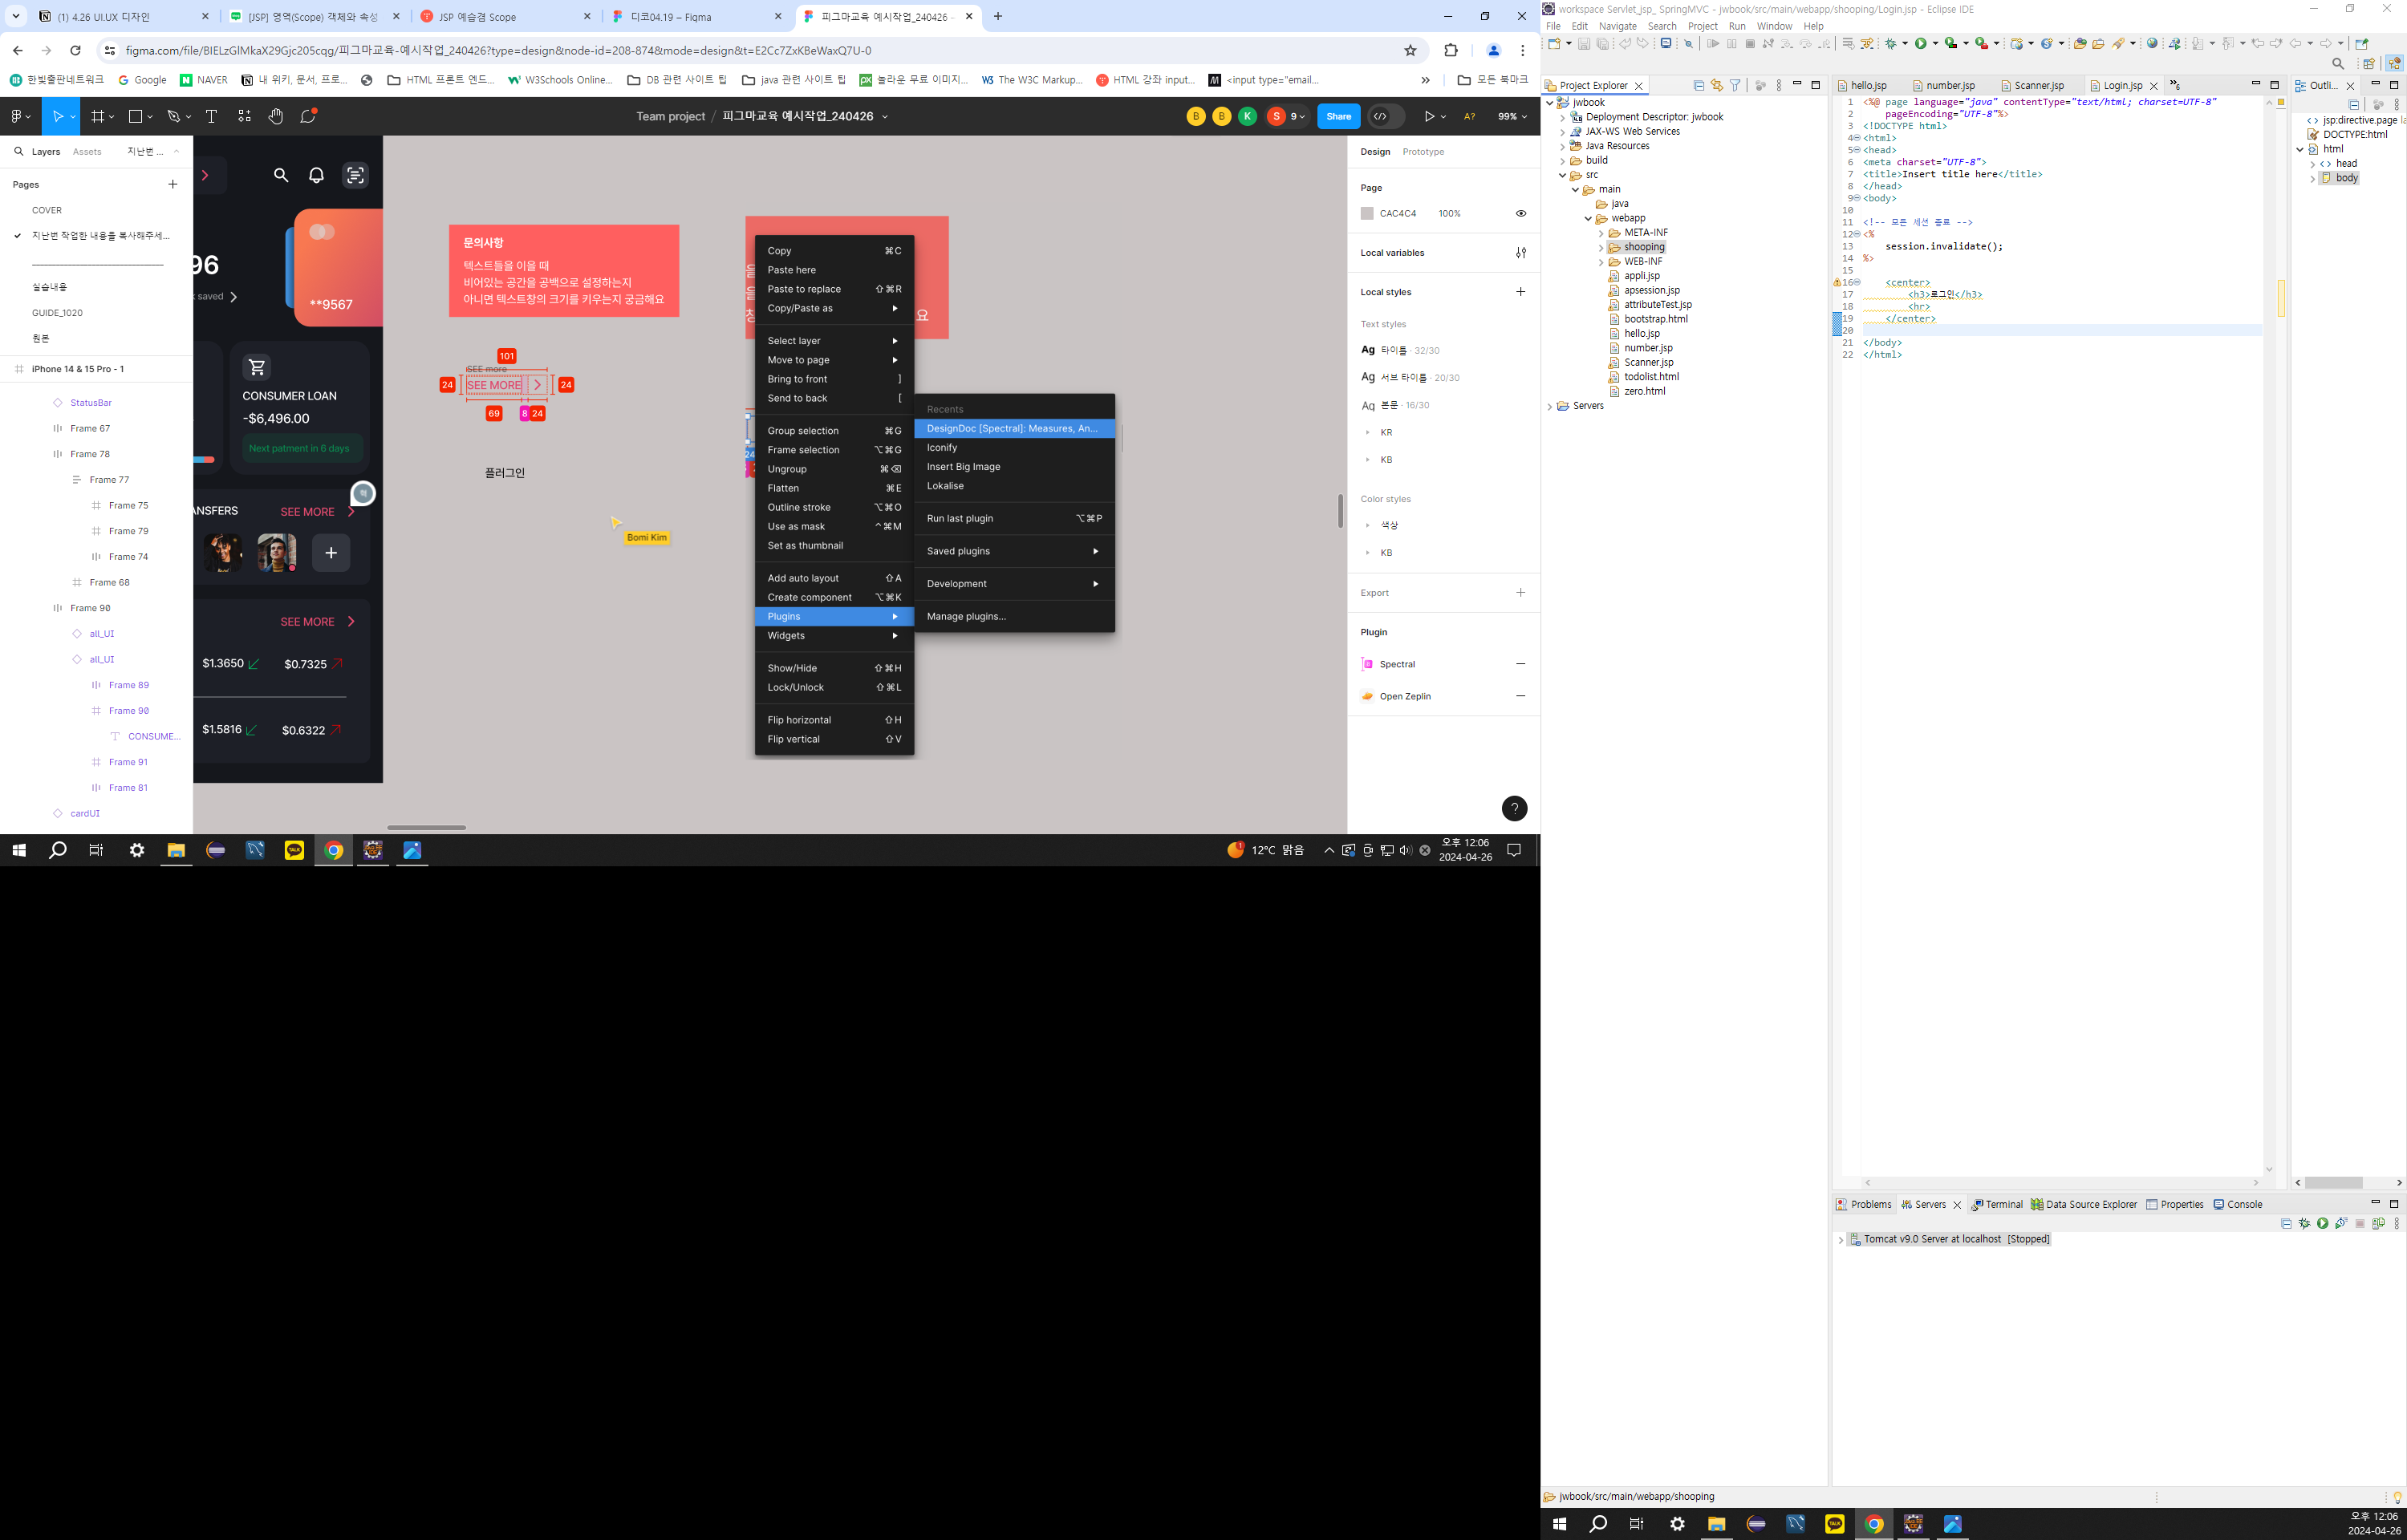 (1) 4.26 UI.UX 디자인
[JSP] 영역(Scope) 객체와 속성
JSP 예습겸 Scope
디코04.19 – Figma
피그마교육 예시작업_240426 -
figma.com/file/BIELzGlMkaX29Gjc205cqg/피그마교육-예시작업_240426?type=design&node-id=208-874&mode=design&t=E2Cc7ZxKBeWaxQ7U-0
한빛출판네트워크
Google
NAVER
내 위키, 문서, 프로...
HTML 프론트 엔드...
W3Schools Online...
DB 관련 사이트 팁
java 관련 사이트 팁
놀라운 무료 이미지...
The W3C Markup...
HTML 강좌 input...
<input type="email...
모든 북마크
Team project / 피그마교육 예시작업_240426
B
B
K
S
9
Share
A?
99%
Layers
Assets
지난번 ...
Pages
COVER
지난번 작업한 내용을 복사해주세...
실습내용
GUIDE_1020
원본
iPhone 14 & 15 Pro - 1
StatusBar
Frame 67
Frame 78
Frame 77
Frame 75
Frame 79
Frame 74
Frame 68
Frame 90
all_UI
all_UI
Frame 89
Frame 90
CONSUME...
Frame 91
Frame 81
cardUI
96
saved
**9567
CONSUMER LOAN
-$6,496.00
Next patment in 6 days
ANSFERS
SEE MORE
SEE MORE
$1.3650
$0.7325
$1.5816
$0.6322
문의사항
텍스트들을 이을 때
비어있는 공간을 공백으로 설정하는지
아니면 텍스트창의 크기를 키우는지 궁금해요
101
SEE more
24
SEE MORE
24
69
8
24
플러그인
Bomi Kim
요
24
Copy ⌘C
Paste here
Paste to replace ⇧⌘R
Copy/Paste as
Select layer
Move to page
Bring to front ]
Send to back [
Group selection ⌘G
Frame selection ⌥⌘G
Ungroup ⌘⌫
Flatten ⌘E
Outline stroke ⌥⌘O
Use as mask ^⌘M
Set as thumbnail
Add auto layout ⇧A
Create component ⌥⌘K
Plugins
Widgets
Show/Hide ⇧⌘H
Lock/Unlock ⇧⌘L
Flip horizontal ⇧H
Flip vertical ⇧V
Recents
DesignDoc [Spectral]: Measures, An...
Iconify
Insert Big Image
Lokalise
Run last plugin ⌥⌘P
Saved plugins
Development
Manage plugins...
Design
Prototype
Page
CAC4C4
100%
Local variables
Local styles
Text styles
Ag 타이틀 · 32/30
Ag 서브 타이틀 · 20/30
Ag 본문 · 16/30
KR
KB
Color styles
색상
KB
Export
Plugin
Spectral
Open Zeplin
?
12°C 맑음
오후 12:06
2024-04-26
workspace Servlet_jsp_ SpringMVC - jwbook/src/main/webapp/shooping/Login.jsp - Eclipse IDE
File Edit Navigate Search Project Run Window Help
Project Explorer
jwbook
Deployment Descriptor: jwbook
JAX-WS Web Services
Java Resources
build
src
main
java
webapp
META-INF
shooping
WEB-INF
appli.jsp
apsession.jsp
attributeTest.jsp
bootstrap.html
hello.jsp
number.jsp
Scanner.jsp
todolist.html
zero.html
Servers
hello.jsp
number.jsp
Scanner.jsp
Login.jsp
6
1 <%@ page language="java" contentType="text/html; charset=UTF-8"
2 pageEncoding="UTF-8"%>
3 <!DOCTYPE html>
4 <html>
5 <head>
6 <meta charset="UTF-8">
7 <title>Insert title here</title>
8 </head>
9 <body>
10
11 <!-- 모든 세션 종료 -->
12 <%
13 session.invalidate();
14 %>
15
16 <center>
17 <h3>로그인</h3>
18 <hr>
19 </center>
20
21 </body>
22 </html>
Outli...
jsp:directive.page la
DOCTYPE:html
html
head
body
Problems
Servers
Terminal
Data Source Explorer
Properties
Console
Tomcat v9.0 Server at localhost [Stopped]
jwbook/src/main/webapp/shooping
오후 12:06
2024-04-26